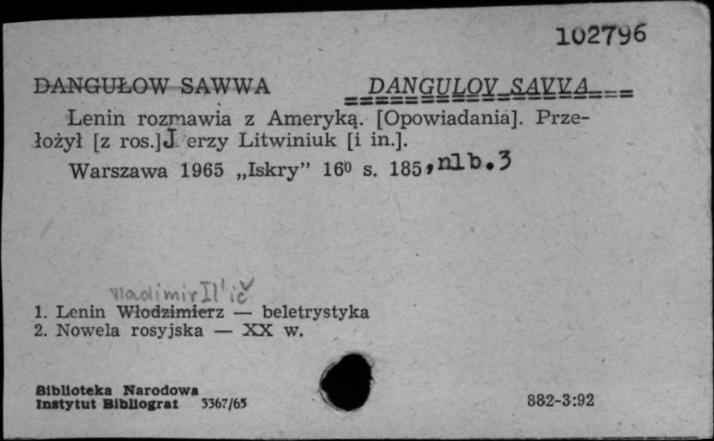 102796
DANGUŁOW SAWWA DANGULOV SAVVA
Lenin rozmawia z Ameryką. [Opowiadania]. Prze-
łożył [z ros.] Jerzy Litwiniuk [i in.].
Warszawa 1965 „Iskry” 16⁰ s. 185, nlb. 3
Vladimir Il'ič
1. Lenin Włodzimierz — beletrystyka
2. Nowela rosyjska — XX w.
Biblioteka Narodowa
Instytut Bibliograf 3367/65 882-3:92